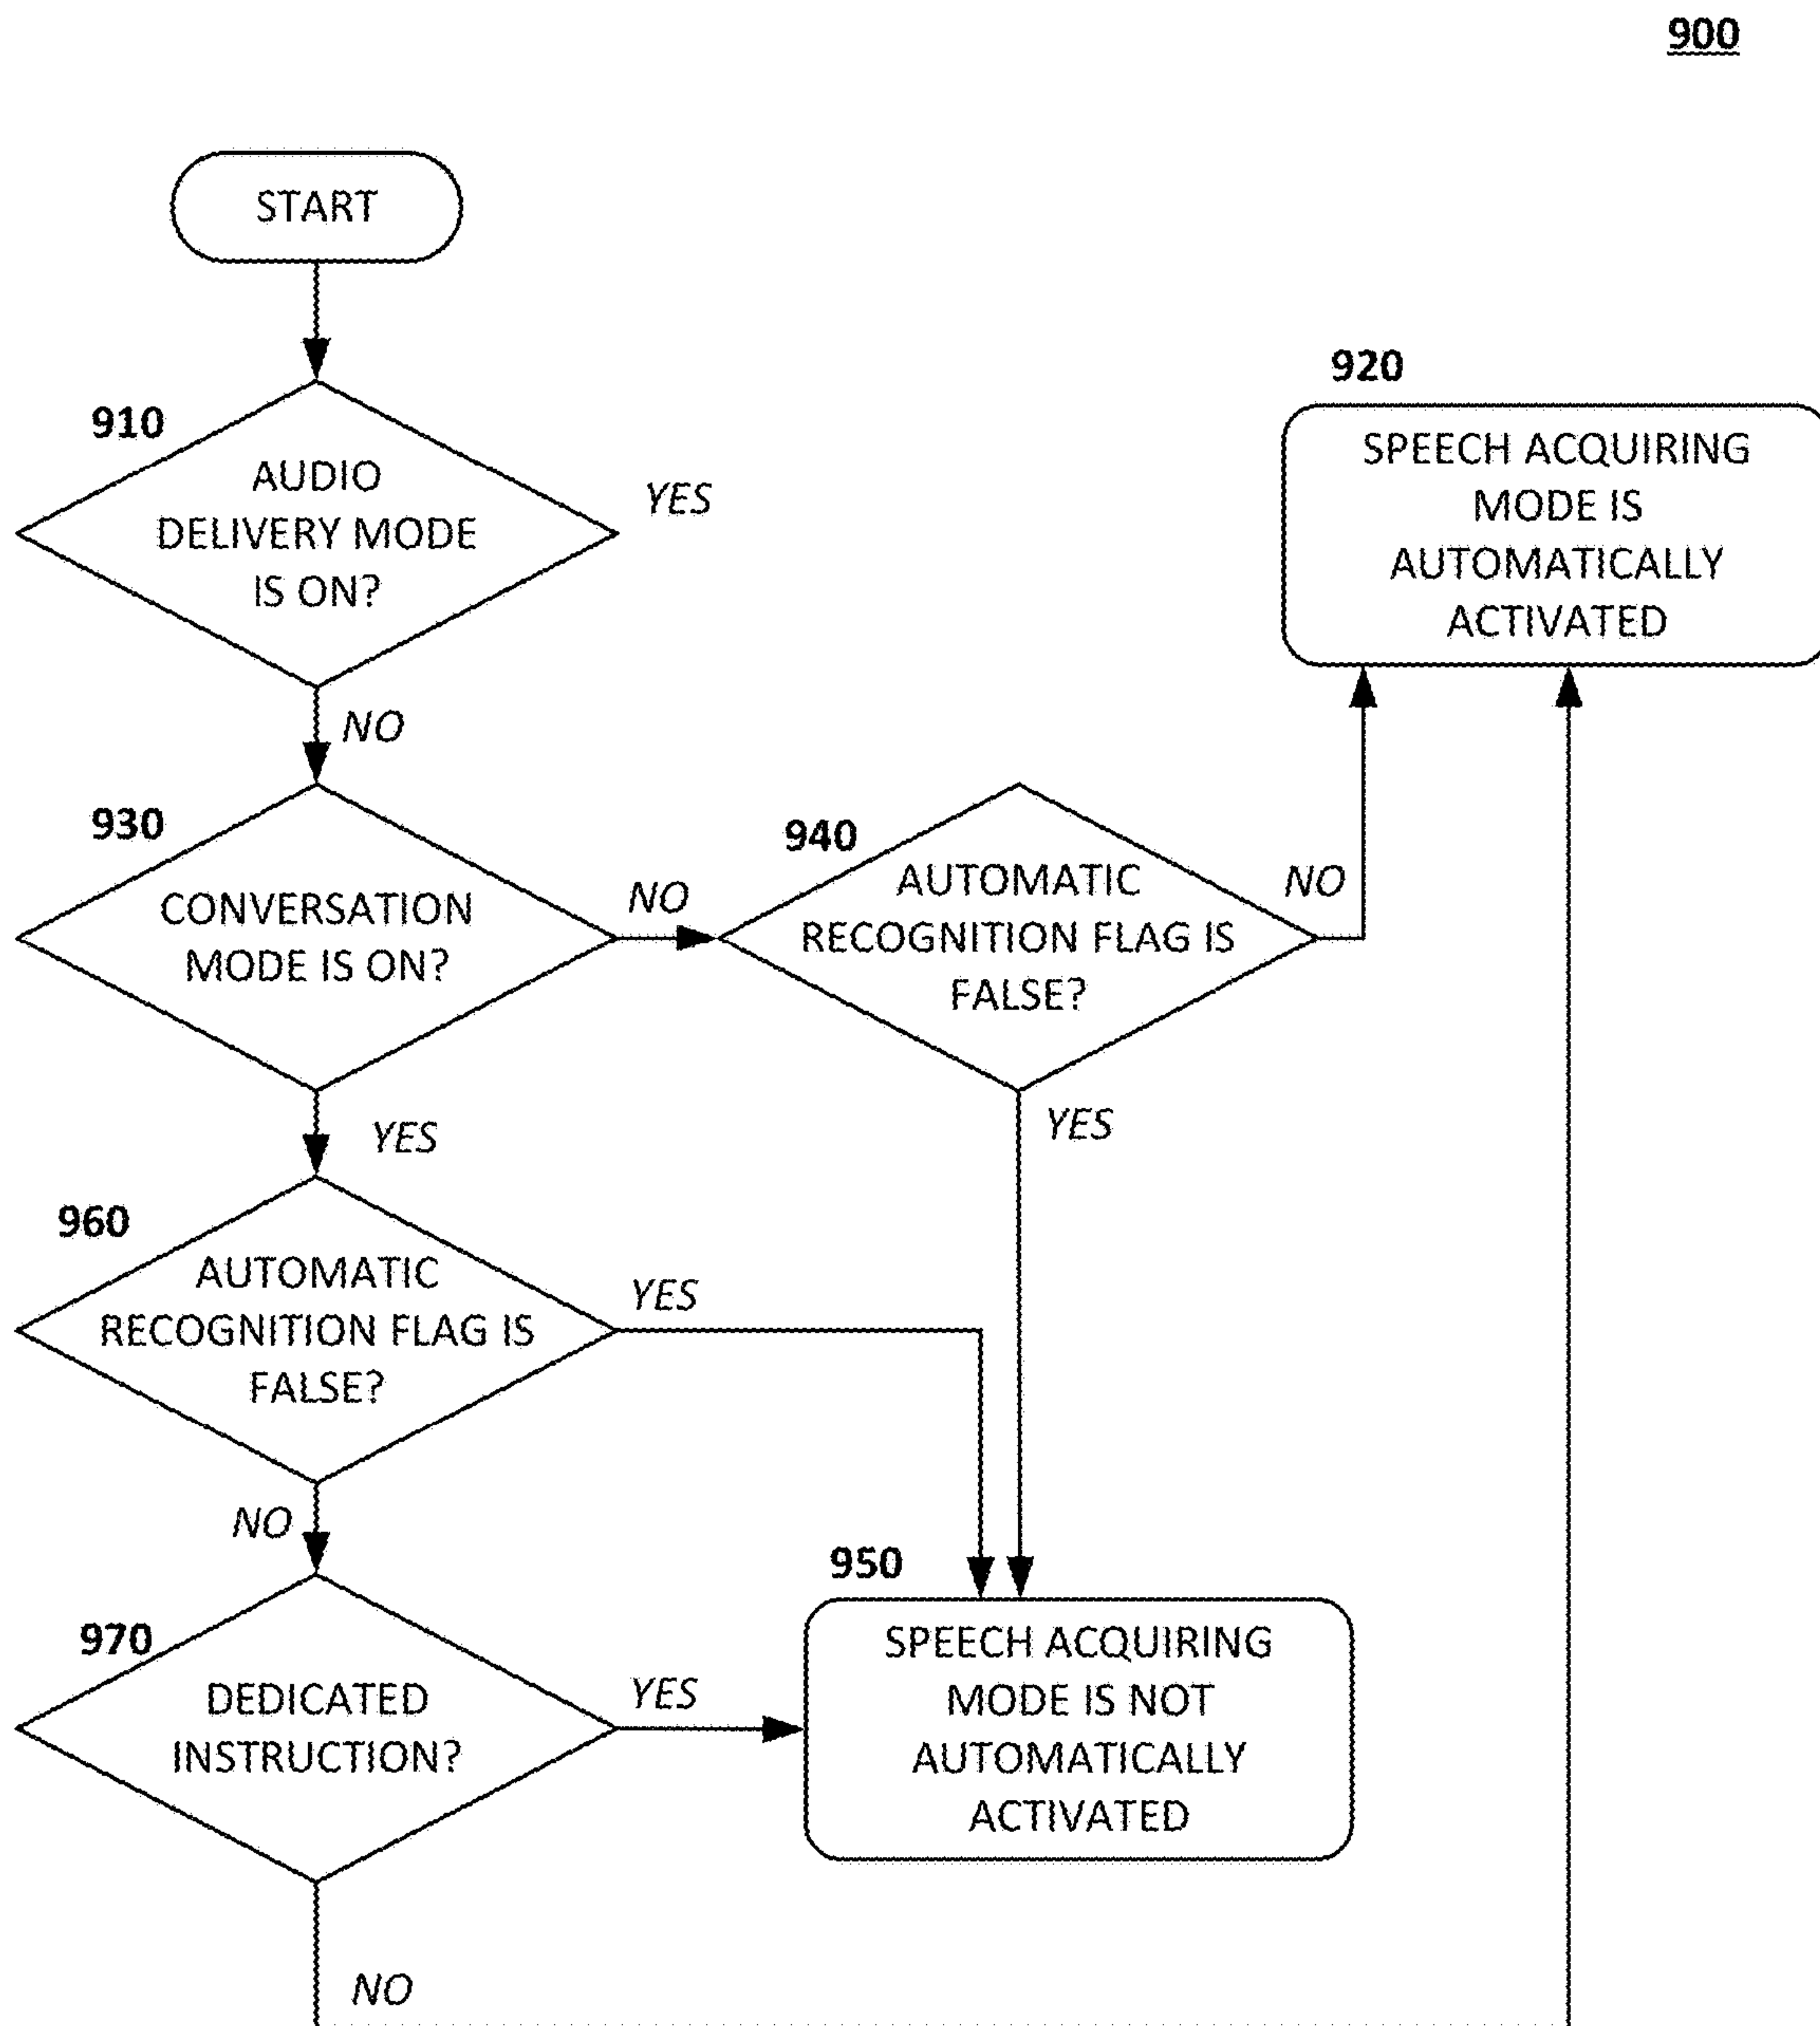 900
START
910
AUDIO
DELIVERY MODE
IS ON?
YES
NO
920
SPEECH ACQUIRING
MODE IS
AUTOMATICALLY
ACTIVATED
930
CONVERSATION
MODE IS ON?
NO
940
AUTOMATIC
RECOGNITION FLAG IS
FALSE?
NO
YES
YES
960
AUTOMATIC
RECOGNITION FLAG IS
FALSE?
YES
NO
950
SPEECH ACQUIRING
MODE IS NOT
AUTOMATICALLY
ACTIVATED
970
DEDICATED
INSTRUCTION?
YES
NO